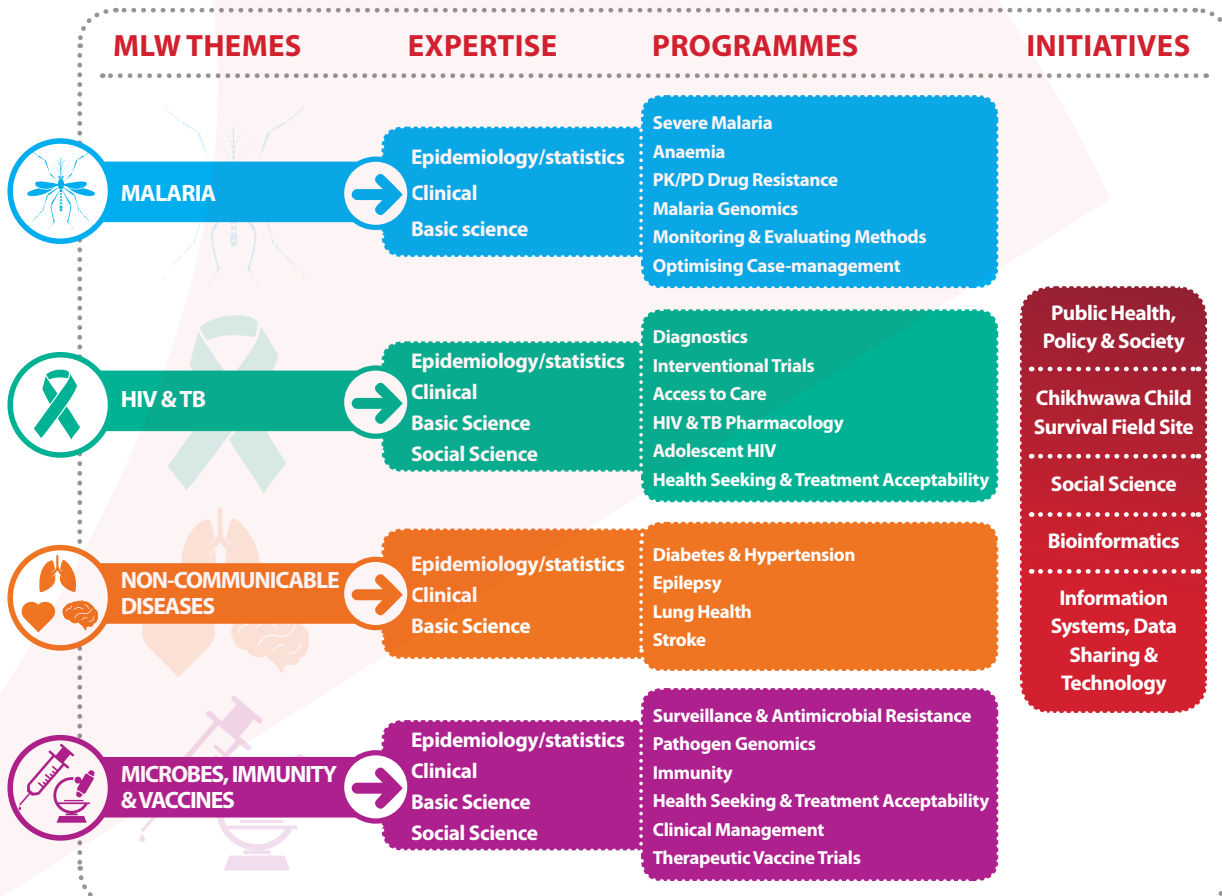 MLW THEMES
EXPERTISE
PROGRAMMES
INITIATIVES
MALARIA
Epidemiology/statistics
Clinical
Basic science
Severe Malaria
Anaemia
PK/PD Drug Resistance
Malaria Genomics
Monitoring & Evaluating Methods
Optimising Case-management
HIV & TB
Epidemiology/statistics
Clinical
Basic Science
Social Science
Diagnostics
Interventional Trials
Access to Care
HIV & TB Pharmacology
Adolescent HIV
Health Seeking & Treatment Acceptability
NON-COMMUNICABLE
DISEASES
Epidemiology/statistics
Clinical
Basic Science
Diabetes & Hypertension
Epilepsy
Lung Health
Stroke
MICROBES, IMMUNITY
& VACCINES
Epidemiology/statistics
Clinical
Basic Science
Social Science
Surveillance & Antimicrobial Resistance
Pathogen Genomics
Immunity
Health Seeking & Treatment Acceptability
Clinical Management
Therapeutic Vaccine Trials
Public Health,
Policy & Society
Chikhwawa Child
Survival Field Site
Social Science
Bioinformatics
Information
Systems, Data
Sharing &
Technology